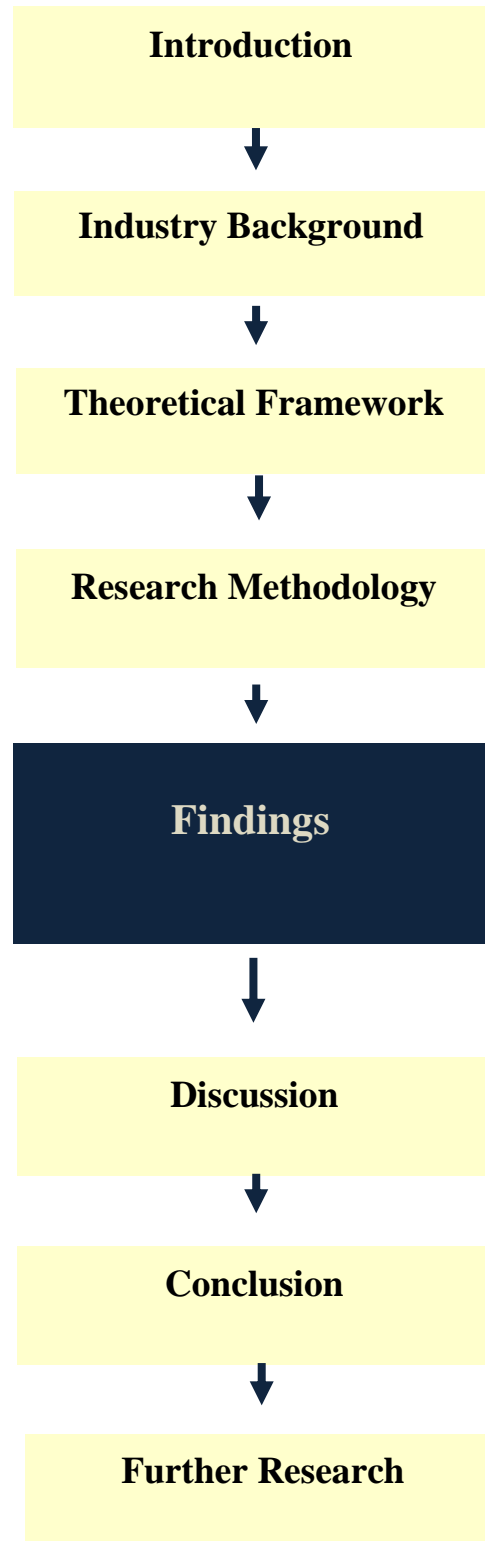 Introduction
Industry Background
Theoretical Framework
Research Methodology
Findings
Discussion
Conclusion
Further Research